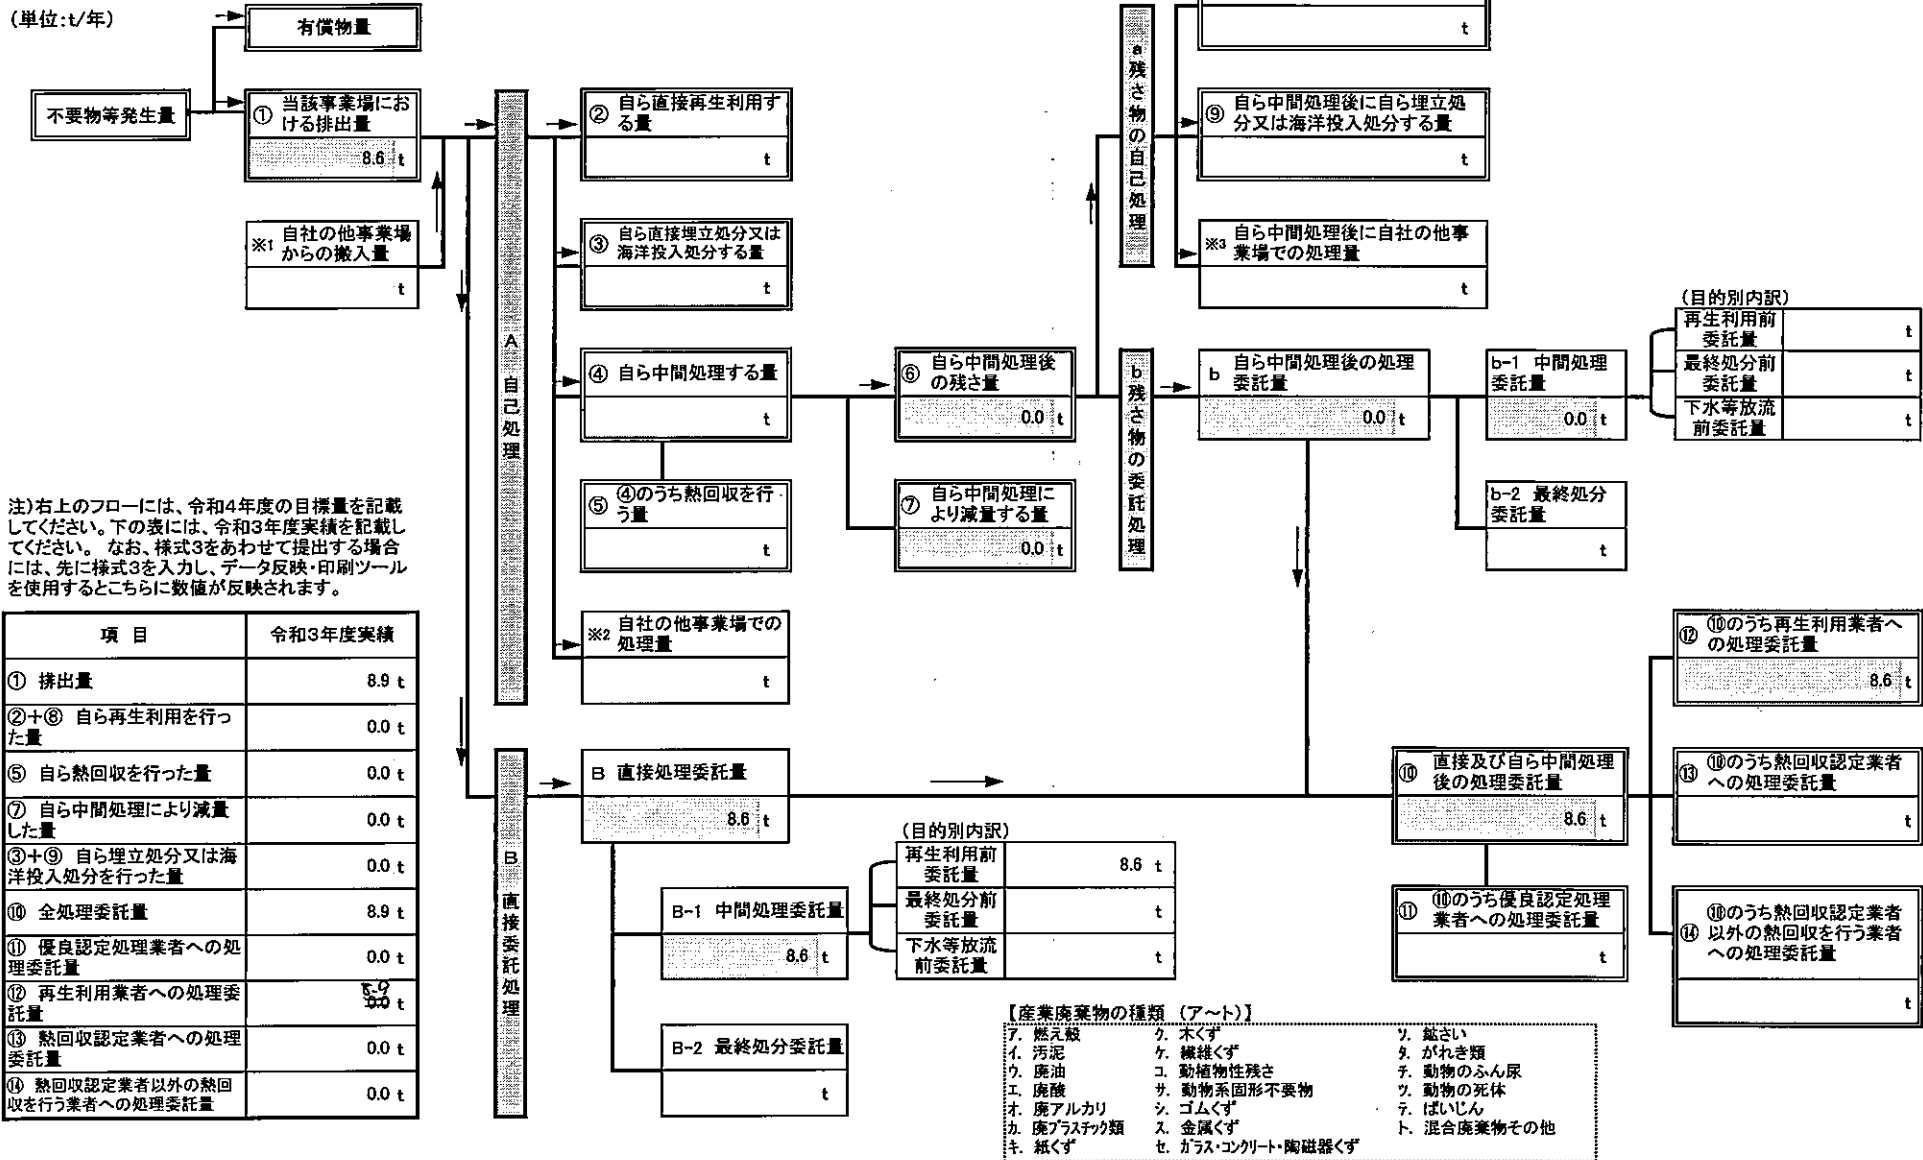 (単位:t/年)
有償物量
不要物等発生量
① 当該事業場にお
ける排出量
8.6 t
※1 自社の他事業場
からの搬入量
t
A 自己処理
② 自ら直接再生利用す
る量
t
③ 自ら直接埋立処分又は
海洋投入処分する量
t
④ 自ら中間処理する量
t
⑤ ④のうち熱回収を行
う量
t
※2 自社の他事業場での
処理量
t
⑥ 自ら中間処理後
の残さ量
0.0 t
⑦ 自ら中間処理に
より減量する量
0.0 t
a 残さ物の自己処理
t
⑨ 自ら中間処理後に自ら埋立処
分又は海洋投入処分する量
t
※3 自ら中間処理後に自社の他事
業場での処理量
t
b 残さ物の委託処理
b 自ら中間処理後の処理
委託量
0.0 t
b-1 中間処理
委託量
0.0 t
(目的別内訳)
再生利用前
委託量
t
最終処分前
委託量
t
下水等放流
前委託量
t
b-2 最終処分
委託量
t
注)右上のフローには、令和4年度の目標量を記載
してください。下の表には、令和3年度実績を記載し
てください。 なお、様式3をあわせて提出する場合
には、先に様式3を入力し、データ反映・印刷ツール
を使用するとこちらに数値が反映されます。
項 目 令和3年度実績
① 排出量 8.9 t
②+⑧ 自ら再生利用を行っ
た量 0.0 t
⑤ 自ら熱回収を行った量 0.0 t
⑦ 自ら中間処理により減量
した量 0.0 t
③+⑨ 自ら埋立処分又は海
洋投入処分を行った量 0.0 t
⑩ 全処理委託量 8.9 t
⑪ 優良認定処理業者への処
理委託量 0.0 t
⑫ 再生利用業者への処理委
託量 0.0 t
⑬ 熱回収認定業者への処理
委託量 0.0 t
⑭ 熱回収認定業者以外の熱回
収を行う業者への処理委託量 0.0 t
B 直接委託処理
B 直接処理委託量
8.6 t
B-1 中間処理委託量
8.6 t
(目的別内訳)
再生利用前
委託量
8.6 t
最終処分前
委託量
t
下水等放流
前委託量
t
B-2 最終処分委託量
t
⑩ 直接及び自ら中間処理
後の処理委託量
8.6 t
⑪ ⑩のうち優良認定処理
業者への処理委託量
t
⑫ ⑩のうち再生利用業者へ
の処理委託量
8.6 t
⑬ ⑩のうち熱回収認定業者
への処理委託量
t
⑭ ⑩のうち熱回収認定業者
以外の熱回収を行う業者
への処理委託量
t
【産業廃棄物の種類 (ア～ト)】
ア. 燃え殻 ク. 木くず ソ. 鉱さい
イ. 汚泥 ケ. 繊維くず タ. がれき類
ウ. 廃油 コ. 動植物性残さ チ. 動物のふん尿
エ. 廃酸 サ. 動物系固形不要物 ツ. 動物の死体
オ. 廃アルカリ シ. ゴムくず テ. ばいじん
カ. 廃プラスチック類 ス. 金属くず ト. 混合廃棄物その他
キ. 紙くず セ. ガラス・コンクリート・陶磁器くず